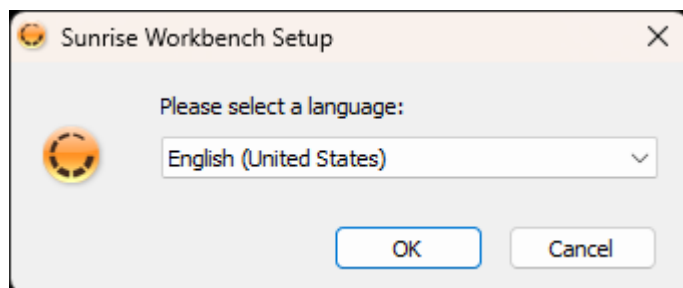 Sunrise Workbench Setup
Please select a language:
English (United States)
OK
Cancel